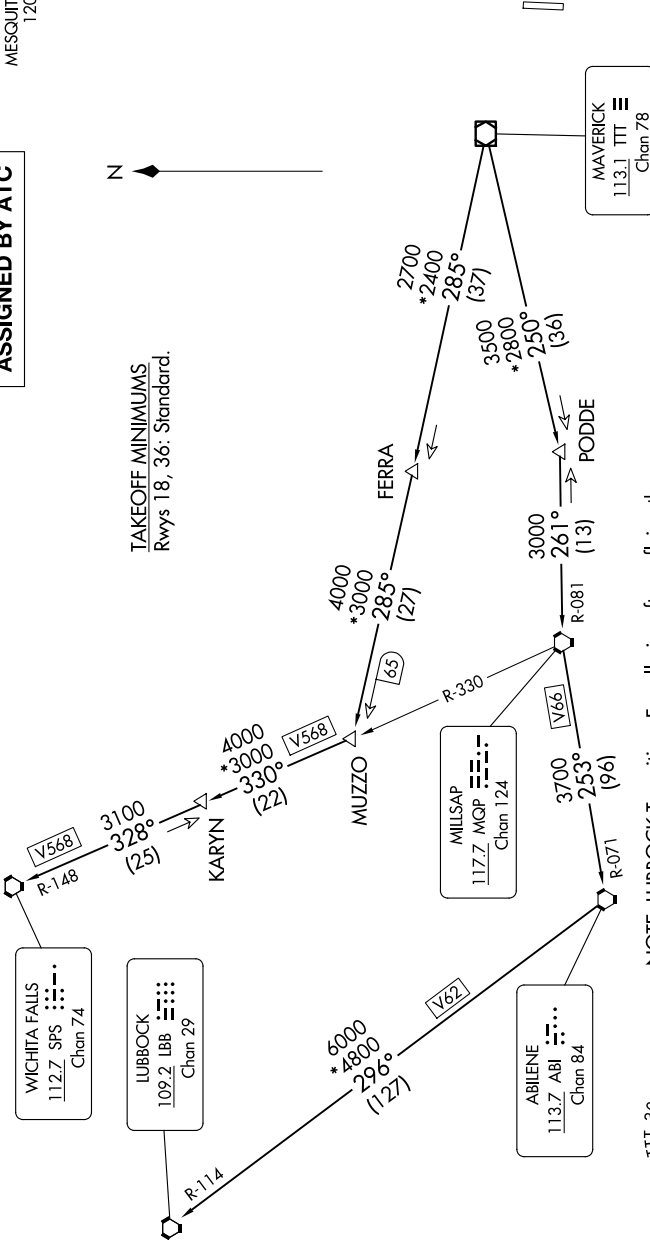 MESQUIT
120
ASSIGNED BY ATC
N
TAKEOFF MINIMUMS
Rwys 18, 36: Standard.
MAVERICK
113.1 TTT
Chan 78
2700
*2400
285°
(37)
3500
*2800
250°
(36)
FERRA
PODDE
3000
261°
(13)
R-081
4000
*3000
285°
(27)
65
R-330
MUZZO
V568
4000
*3000
330°
(22)
KARYN
3100
328°
(25)
V568
R-148
WICHITA FALLS
112.7 SPS
Chan 74
MILLSAP
117.7 MQP
Chan 124
V66
3700
253°
(96)
R-071
ABILENE
113.7 ABI
Chan 84
V62
6000
*4800
296°
(127)
R-114
LUBBOCK
109.2 LBB
Chan 29